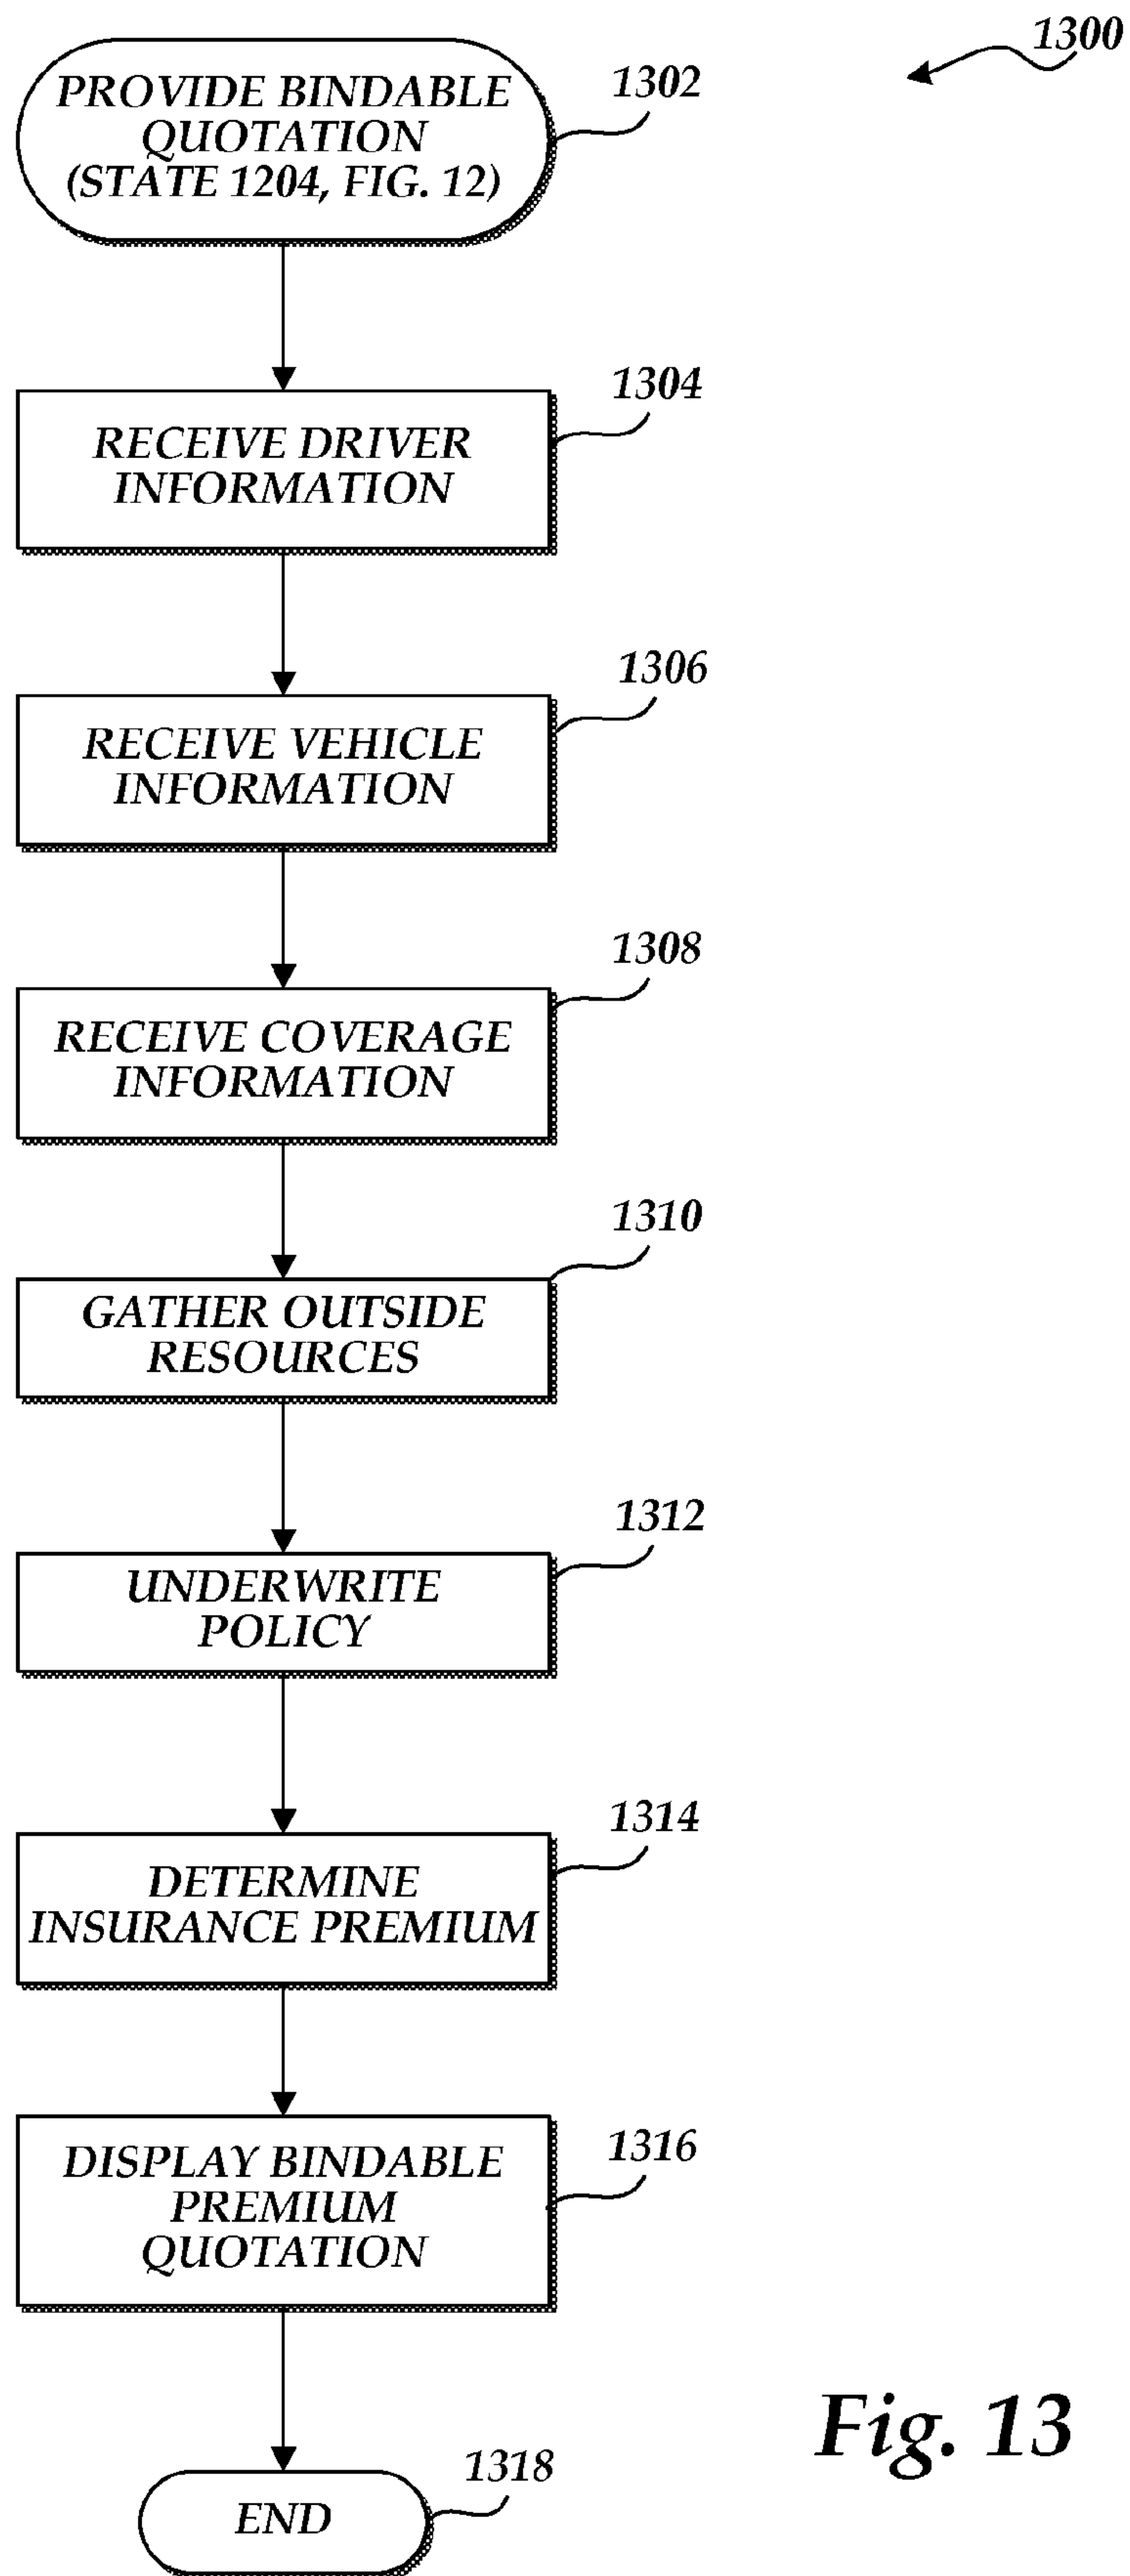 1300
PROVIDE BINDABLE
QUOTATION
(STATE 1204, FIG. 12)
1302
RECEIVE DRIVER
INFORMATION
1304
RECEIVE VEHICLE
INFORMATION
1306
RECEIVE COVERAGE
INFORMATION
1308
GATHER OUTSIDE
RESOURCES
1310
UNDERWRITE
POLICY
1312
DETERMINE
INSURANCE PREMIUM
1314
DISPLAY BINDABLE
PREMIUM
QUOTATION
1316
END
1318
Fig. 13